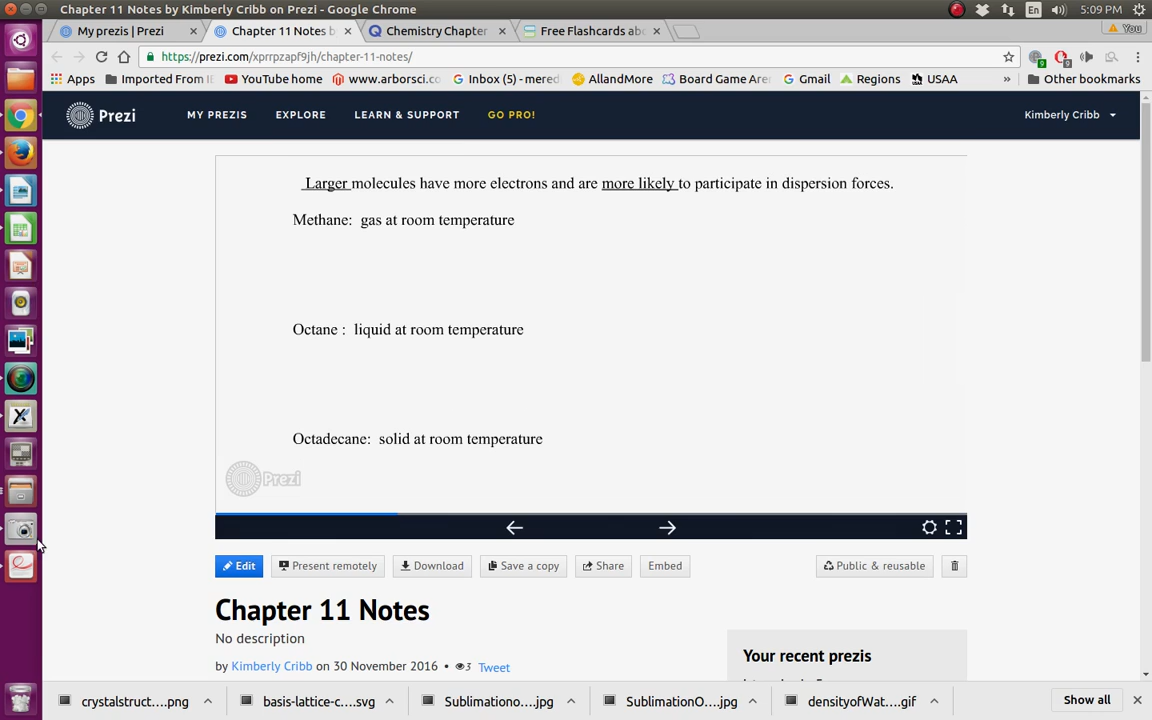 Chapter 11 Notes by Kimberly Cribb on Prezi - Google Chrome
En
5:09 PM
My prezis | Prezi
Chapter 11 Notes b
Chemistry Chapter
Free Flashcards ab
You
https://prezi.com/xprrpzapf9jh/chapter-11-notes/
9
9
Apps
Imported From I
YouTube home
www.arborsci.co
Inbox (5) - mered
AllandMore
Board Game Are
Gmail
Regions
USAA
»
Other bookmarks
Prezi
MY PREZIS
EXPLORE
LEARN & SUPPORT
GO PRO!
Kimberly Cribb
Larger molecules have more electrons and are more likely to participate in dispersion forces.
Methane: gas at room temperature
Octane : liquid at room temperature
Octadecane: solid at room temperature
Prezi
Edit
Present remotely
Download
Save a copy
Share
Embed
Public & reusable
Chapter 11 Notes
No description
by Kimberly Cribb on 30 November 2016 • 3 Tweet
Your recent prezis
crystalstruct....png
basis-lattice-c....svg
Sublimationo....jpg
SublimationO....jpg
densityofWat....gif
Show all